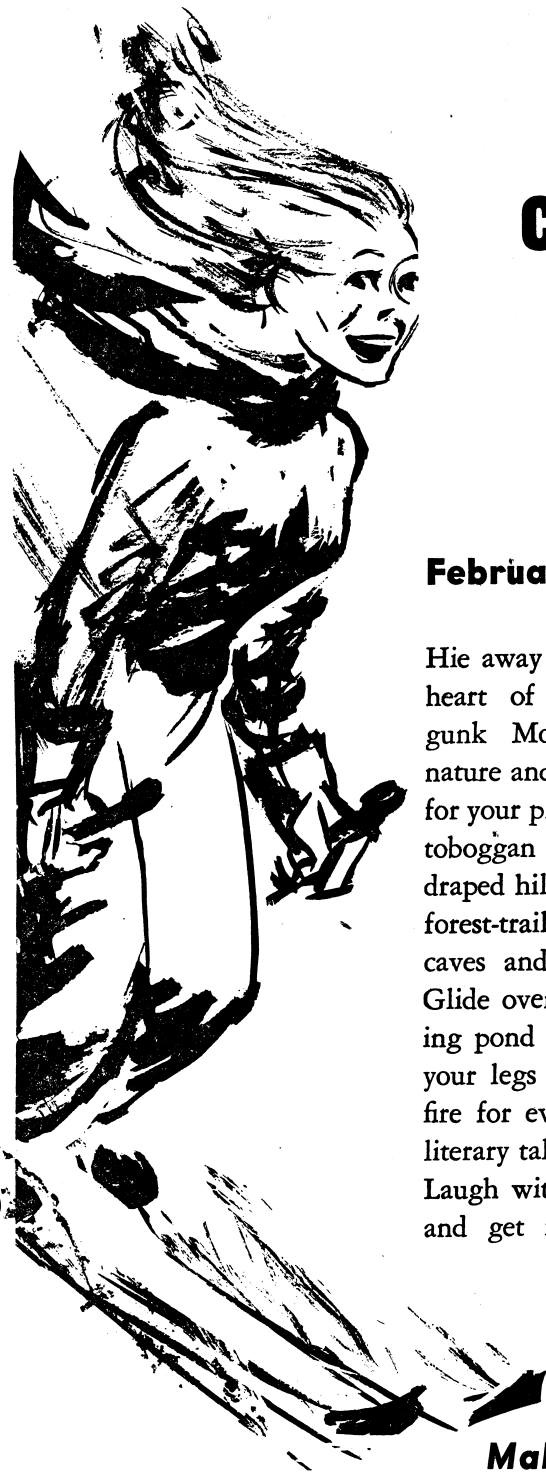 C
Februa
Hie away
heart of
gunk Mo
nature and
for your p
toboggan
draped hil
forest-trail
caves and
Glide over
ing pond
your legs
fire for ev
literary tal
Laugh wit
and get
Mal